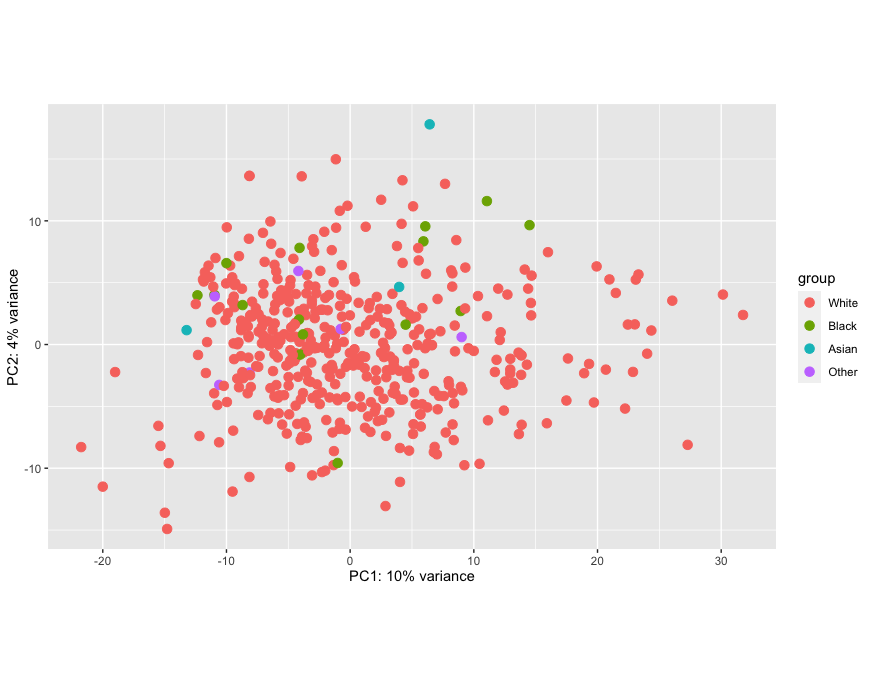 10
0
-10
PC2: 4% variance
-20
-10
0
10
20
30
PC1: 10% variance
group
White
Black
Asian
Other